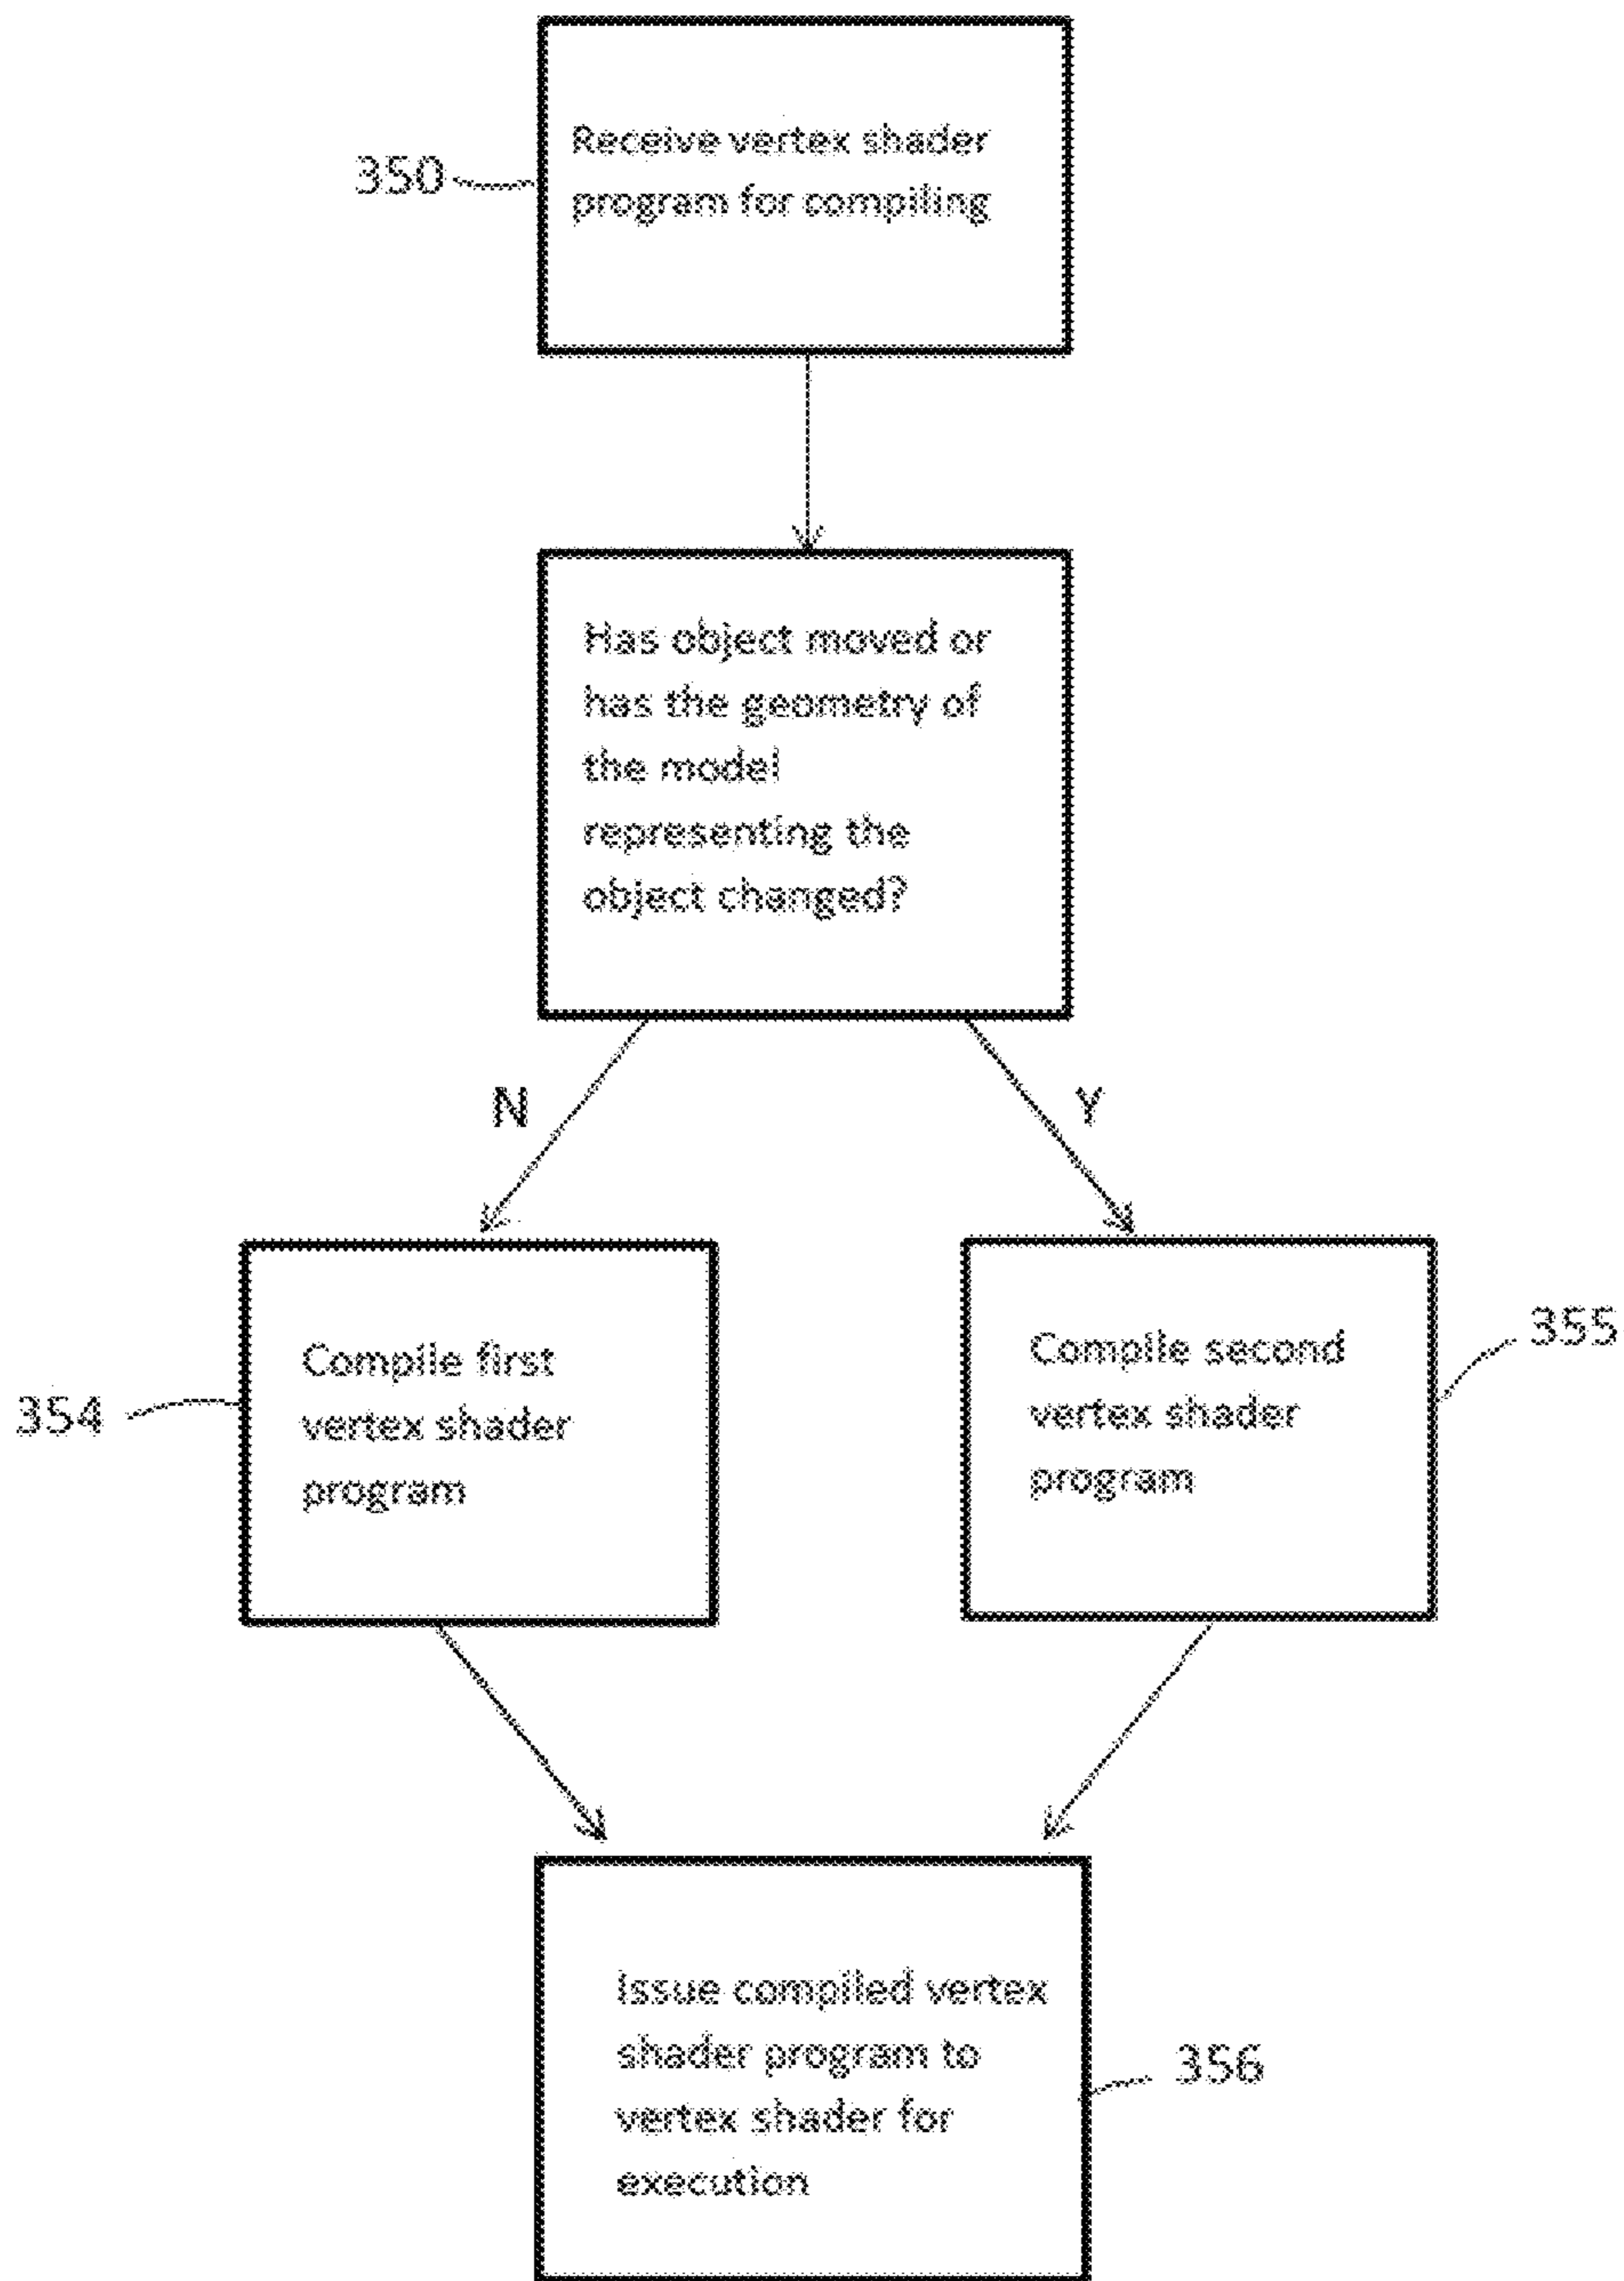 350
Receive vertex shader
program for compiling
Has object moved or
has the geometry of
the model
representing the
object changed?
N
Y
354
Compile first
vertex shader
program
Compile second
vertex shader
program
355
Issue compiled vertex
shader program to
vertex shader for
execution
356